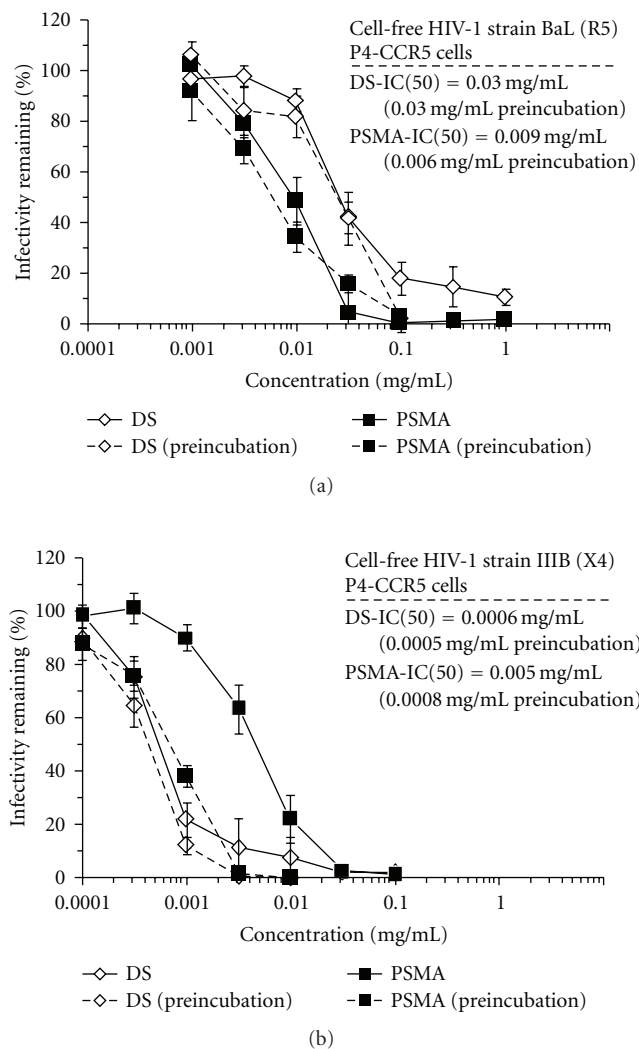 120
100
80
60
40
20
0
Infectivity remaining (%)
Cell-free HIV-1 strain BaL (R5)
P4-CCR5 cells
DS-IC(50) = 0.03 mg/mL
(0.03 mg/mL preincubation)
PSMA-IC(50) = 0.009 mg/mL
(0.006 mg/mL preincubation)
0.0001 0.001 0.01 0.1 1
Concentration (mg/mL)
DS PSMA
DS (preincubation) PSMA (preincubation)
(a)
120
100
80
60
40
20
0
Infectivity remaining (%)
Cell-free HIV-1 strain IIIB (X4)
P4-CCR5 cells
DS-IC(50) = 0.0006 mg/mL
(0.0005 mg/mL preincubation)
PSMA-IC(50) = 0.005 mg/mL
(0.0008 mg/mL preincubation)
0.0001 0.001 0.01 0.1 1
Concentration (mg/mL)
DS PSMA
DS (preincubation) PSMA (preincubation)
(b)